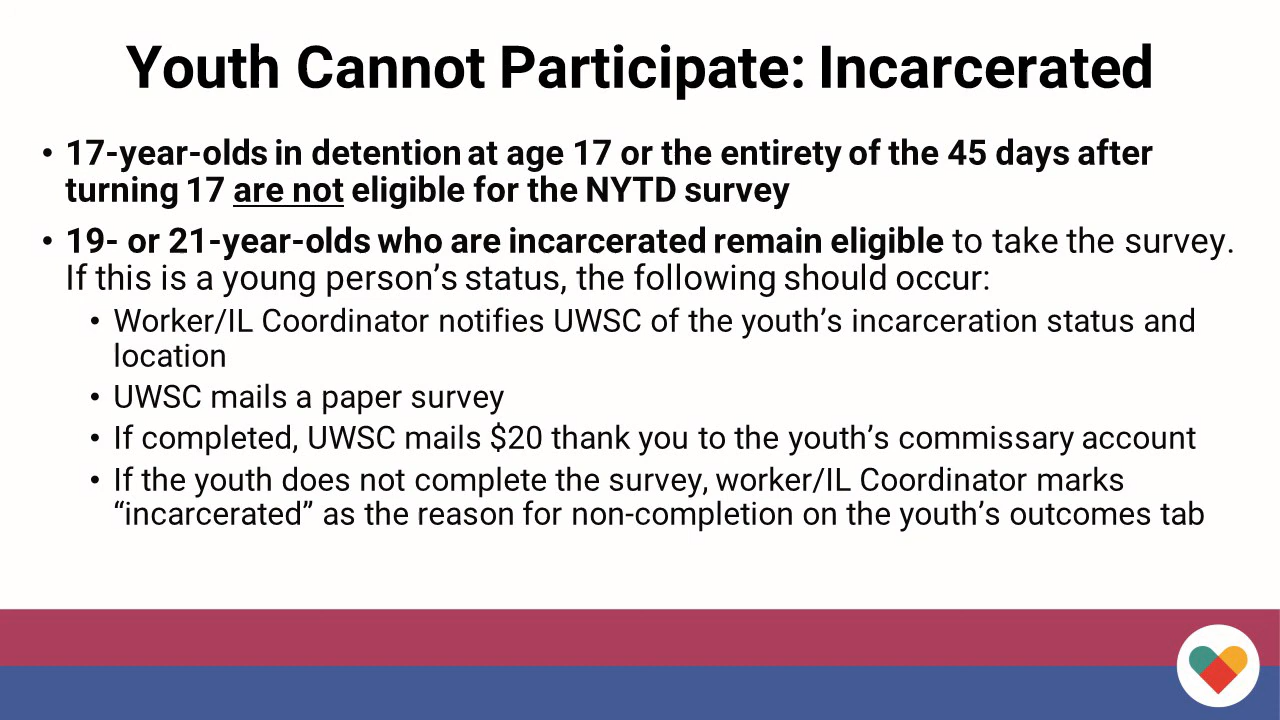 Youth Cannot Participate: Incarcerated
• 17-year-olds in detention at age 17 or the entirety of the 45 days after
turning 17 are not eligible for the NYTD survey
• 19- or 21-year-olds who are incarcerated remain eligible to take the survey.
If this is a young person’s status, the following should occur:
• Worker/IL Coordinator notifies UWSC of the youth’s incarceration status and
location
• UWSC mails a paper survey
• If completed, UWSC mails $20 thank you to the youth’s commissary account
• If the youth does not complete the survey, worker/IL Coordinator marks
“incarcerated” as the reason for non-completion on the youth’s outcomes tab